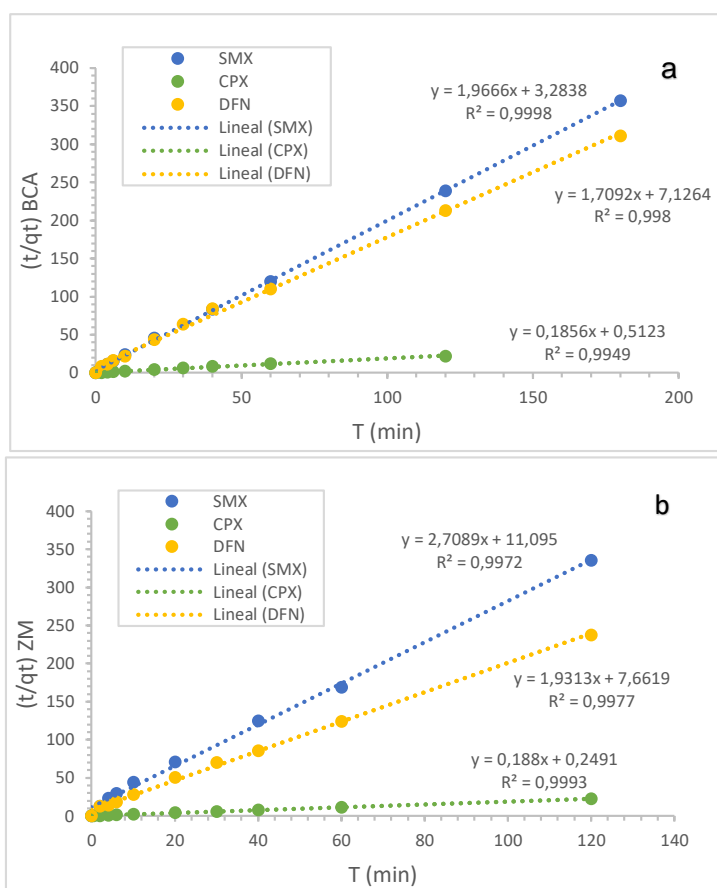 a
SMX
CPX
DFN
Lineal (SMX)
Lineal (CPX)
Lineal (DFN)
y = 1,9666x + 3,2838
R² = 0,9998
y = 1,7092x + 7,1264
R² = 0,998
y = 0,1856x + 0,5123
R² = 0,9949
(t/qt) BCA
400
350
300
250
200
150
100
50
0
0 50 100 150 200
T (min)
b
SMX
CPX
DFN
Lineal (SMX)
Lineal (CPX)
Lineal (DFN)
y = 2,7089x + 11,095
R² = 0,9972
y = 1,9313x + 7,6619
R² = 0,9977
y = 0,188x + 0,2491
R² = 0,9993
(t/qt) ZM
400
350
300
250
200
150
100
50
0
0 20 40 60 80 100 120 140
T (min)